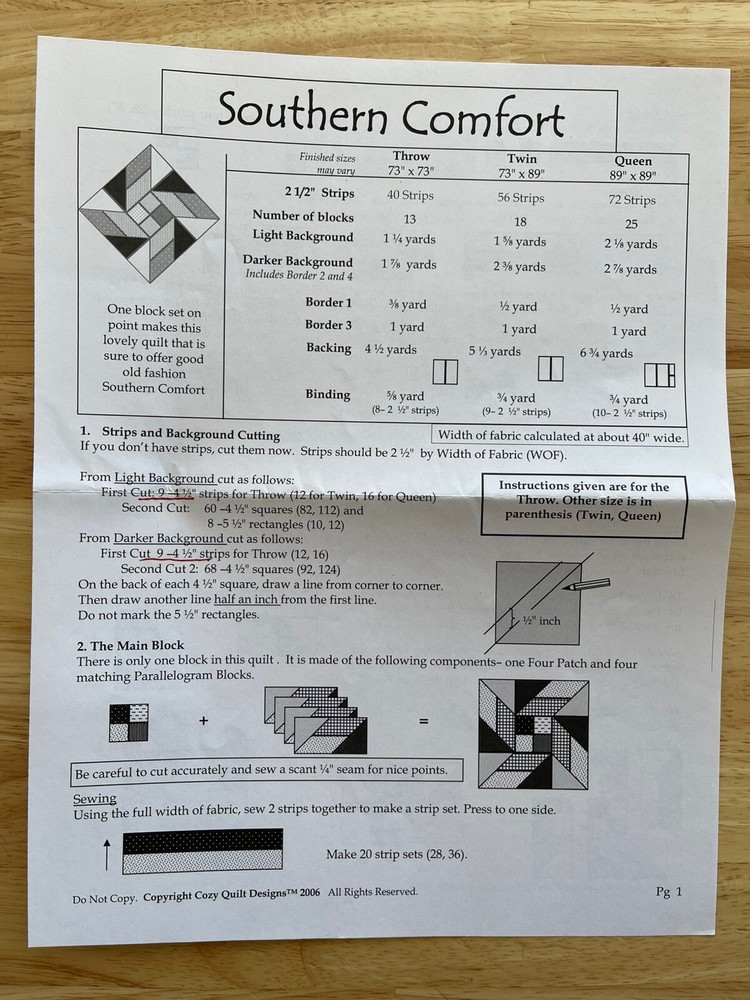 Southern Comfort
Finished sizes may vary Throw 73" x 73" Twin 73" x 89" Queen 89" x 89"
2 1/2" Strips 40 Strips 56 Strips 72 Strips
Number of blocks 13 18 25
Light Background 1 ¼ yards 1 ⅝ yards 2 ⅛ yards
Darker Background 1 ⅞ yards 2 ⅜ yards 2 ⅞ yards
Includes Border 2 and 4
Border 1 ⅜ yard ½ yard ½ yard
Border 3 1 yard 1 yard 1 yard
Backing 4 ½ yards 5 ⅓ yards 6 ¾ yards
Binding ⅝ yard ¾ yard ¾ yard
(8– 2 ½" strips) (9– 2 ½" strips) (10– 2 ½" strips)
One block set on
point makes this
lovely quilt that is
sure to offer good
old fashion
Southern Comfort
1. Strips and Background Cutting
Width of fabric calculated at about 40" wide.
If you don't have strips, cut them now. Strips should be 2 ½" by Width of Fabric (WOF).
From Light Background cut as follows:
First Cut: 9 –4 ½" strips for Throw (12 for Twin, 16 for Queen)
Second Cut: 60 –4 ½" squares (82, 112) and
8 –5 ½" rectangles (10, 12)
From Darker Background cut as follows:
First Cut 9 –4 ½" strips for Throw (12, 16)
Second Cut 2: 68 –4 ½" squares (92, 124)
On the back of each 4 ½" square, draw a line from corner to corner.
Then draw another line half an inch from the first line.
Do not mark the 5 ½" rectangles.
Instructions given are for the
Throw. Other size is in
parenthesis (Twin, Queen)
½" inch
2. The Main Block
There is only one block in this quilt . It is made of the following components– one Four Patch and four
matching Parallelogram Blocks.
+ =
Be careful to cut accurately and sew a scant ¼" seam for nice points.
Sewing
Using the full width of fabric, sew 2 strips together to make a strip set. Press to one side.
Make 20 strip sets (28, 36).
Do Not Copy. Copyright Cozy Quilt Designs™ 2006 All Rights Reserved. Pg 1